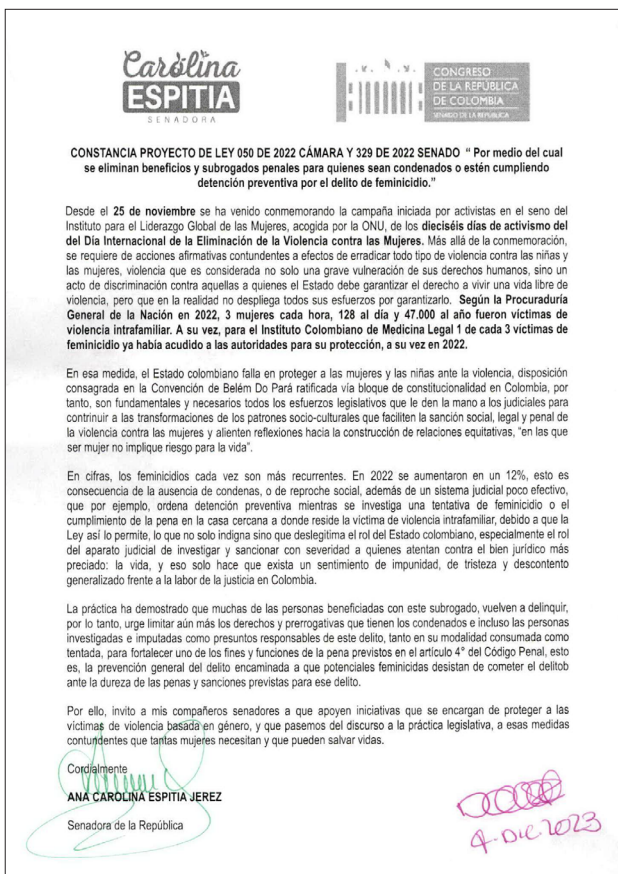 Carolina
ESPITIA
SENADORA
CONGRESO
DE LA REPÚBLICA
DE COLOMBIA
SENADO DE LA REPÚBLICA
CONSTANCIA PROYECTO DE LEY 050 DE 2022 CÁMARA Y 329 DE 2022 SENADO “ Por medio del cual
se eliminan beneficios y subrogados penales para quienes sean condenados o estén cumpliendo
detención preventiva por el delito de feminicidio.”
Desde el 25 de noviembre se ha venido conmemorando la campaña iniciada por activistas en el seno del
Instituto para el Liderazgo Global de las Mujeres, acogida por la ONU, de los dieciséis días de activismo del
del Día Internacional de la Eliminación de la Violencia contra las Mujeres. Más allá de la conmemoración,
se requiere de acciones afirmativas contundentes a efectos de erradicar todo tipo de violencia contra las niñas y
las mujeres, violencia que es considerada no solo una grave vulneración de sus derechos humanos, sino un
acto de discriminación contra aquellas a quienes el Estado debe garantizar el derecho a vivir una vida libre de
violencia, pero que en la realidad no despliega todos sus esfuerzos por garantizarlo. Según la Procuraduría
General de la Nación en 2022, 3 mujeres cada hora, 128 al día y 47.000 al año fueron víctimas de
violencia intrafamiliar. A su vez, para el Instituto Colombiano de Medicina Legal 1 de cada 3 víctimas de
feminicidio ya había acudido a las autoridades para su protección, a su vez en 2022.
En esa medida, el Estado colombiano falla en proteger a las mujeres y las niñas ante la violencia, disposición
consagrada en la Convención de Belém Do Pará ratificada vía bloque de constitucionalidad en Colombia, por
tanto, son fundamentales y necesarios todos los esfuerzos legislativos que le den la mano a los judiciales para
contrinuir a las transformaciones de los patrones socio-culturales que faciliten la sanción social, legal y penal de
la violencia contra las mujeres y alienten reflexiones hacia la construcción de relaciones equitativas, “en las que
ser mujer no implique riesgo para la vida”.
En cifras, los feminicidios cada vez son más recurrentes. En 2022 se aumentaron en un 12%, esto es
consecuencia de la ausencia de condenas, o de reproche social, además de un sistema judicial poco efectivo,
que por ejemplo, ordena detención preventiva mientras se investiga una tentativa de feminicidio o el
cumplimiento de la pena en la casa cercana a donde reside la víctima de violencia intrafamiliar, debido a que la
Ley así lo permite, lo que no solo indigna sino que deslegitima el rol del Estado colombiano, especialmente el rol
del aparato judicial de investigar y sancionar con severidad a quienes atentan contra el bien jurídico más
preciado: la vida, y eso solo hace que exista un sentimiento de impunidad, de tristeza y descontento
generalizado frente a la labor de la justicia en Colombia.
La práctica ha demostrado que muchas de las personas beneficiadas con este subrogado, vuelven a delinquir,
por lo tanto, urge limitar aún más los derechos y prerrogativas que tienen los condenados e incluso las personas
investigadas e imputadas como presuntos responsables de este delito, tanto en su modalidad consumada como
tentada, para fortalecer uno de los fines y funciones de la pena previstos en el artículo 4° del Código Penal, esto
es, la prevención general del delito encaminada a que potenciales feminicidas desistan de cometer el delitob
ante la dureza de las penas y sanciones previstas para ese delito.
Por ello, invito a mis compañeros senadores a que apoyen iniciativas que se encargan de proteger a las
víctimas de violencia basada en género, y que pasemos del discurso a la práctica legislativa, a esas medidas
contundentes que tantas mujeres necesitan y que pueden salvar vidas.
Cordialmente
ANA CAROLINA ESPITIA JEREZ
Senadora de la República
4-DIC-2023